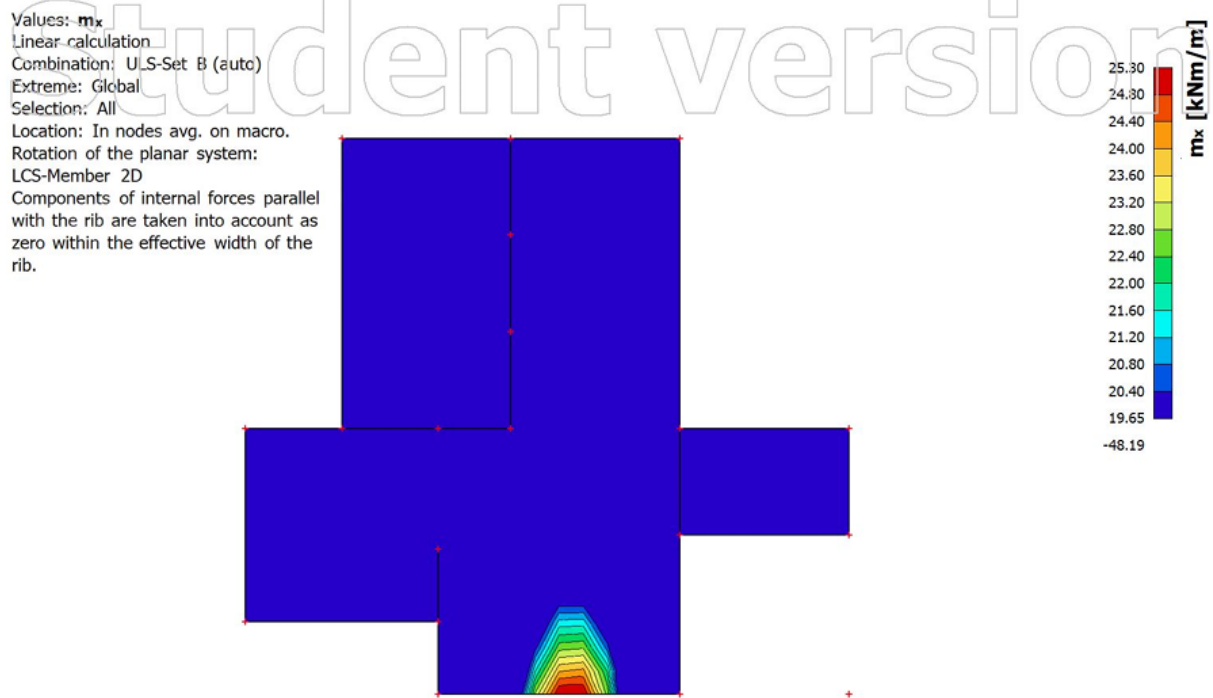 Student version
Values: mₓ
Linear calculation
Combination: ULS-Set B (auto)
Extreme: Global
Selection: All
Location: In nodes avg. on macro.
Rotation of the planar system:
LCS-Member 2D
Components of internal forces parallel
with the rib are taken into account as
zero within the effective width of the
rib.
mₓ [kNm/m]
25.30
24.80
24.40
24.00
23.60
23.20
22.80
22.40
22.00
21.60
21.20
20.80
20.40
19.65
-48.19